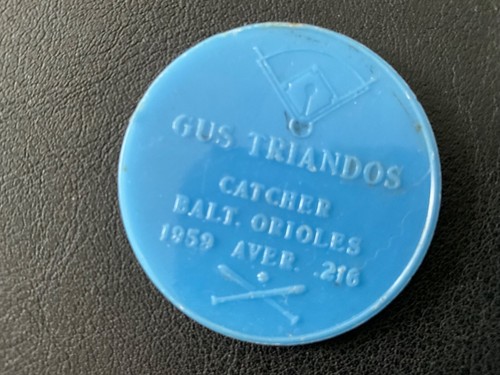 GUS TRIANDOS
CATCHER
BALT. ORIOLES
1959 AVER. .216